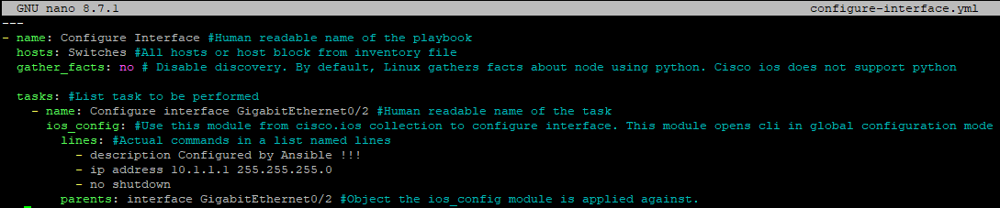 GNU nano 8.7.1 configure-interface.yml
---
- name: Configure Interface #Human readable name of the playbook
  hosts: Switches #All hosts or host block from inventory file
  gather_facts: no # Disable discovery. By default, Linux gathers facts about node using python. Cisco ios does not support python

  tasks: #List task to be performed
    - name: Configure interface GigabitEthernet0/2 #Human readable name of the task
      ios_config: #Use this module from cisco.ios collection to configure interface. This module opens cli in global configuration mode
        lines: #Actual commands in a list named lines
          - description Configured by Ansible !!!
          - ip address 10.1.1.1 255.255.255.0
          - no shutdown
        parents: interface GigabitEthernet0/2 #Object the ios_config module is applied against.